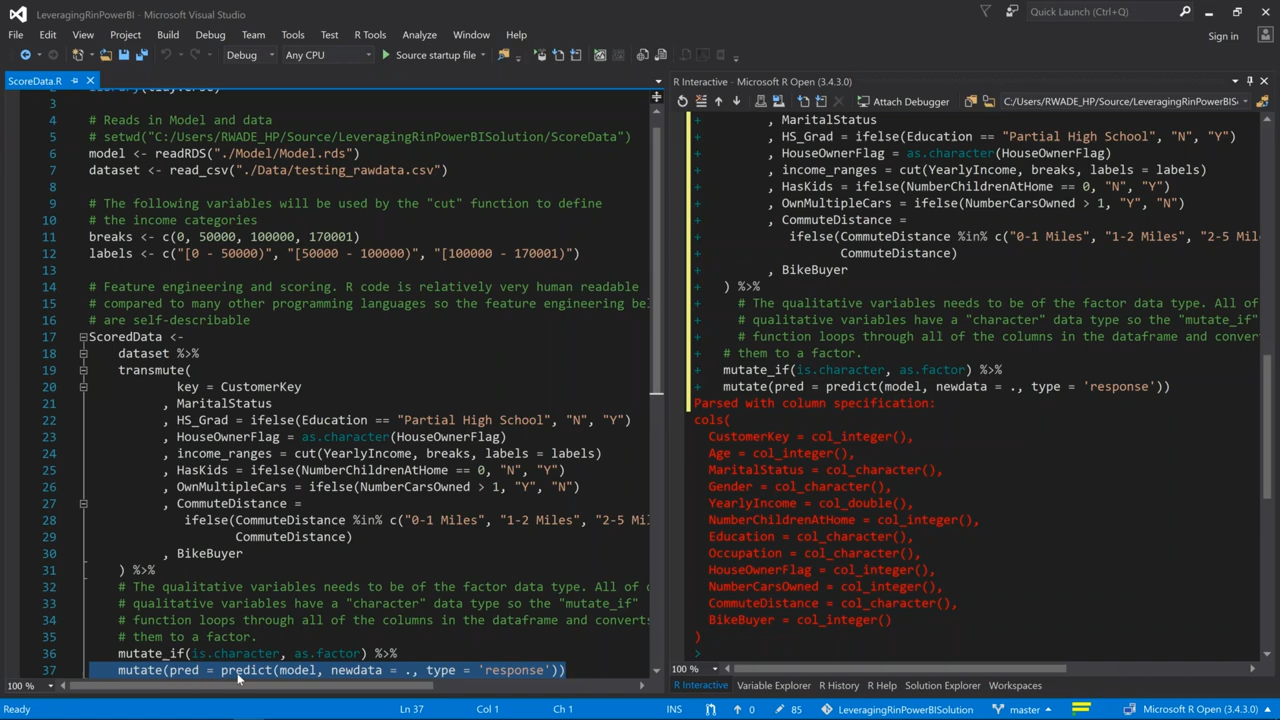 LeveragingRinPowerBI - Microsoft Visual Studio
Quick Launch (Ctrl+Q)
File Edit View Project Build Debug Team Tools Test R Tools Analyze Window Help
Sign in
Debug Any CPU Source startup file
ScoreData.R
3
4 # Reads in Model and data
5 # setwd("C:/Users/RWADE_HP/Source/LeveragingRinPowerBISolution/ScoreData")
6 model <- readRDS("./Model/Model.rds")
7 dataset <- read_csv("./Data/testing_rawdata.csv")
8
9 # The following variables will be used by the "cut" function to define
10 # the income categories
11 breaks <- c(0, 50000, 100000, 170001)
12 labels <- c("[0 - 50000)", "[50000 - 100000)", "[100000 - 170001)")
13
14 # Feature engineering and scoring. R code is relatively very human readable
15 # compared to many other programming languages so the feature engineering bel
16 # are self-describable
17 ScoredData <-
18 dataset %>%
19 transmute(
20 key = CustomerKey
21 , MaritalStatus
22 , HS_Grad = ifelse(Education == "Partial High School", "N", "Y")
23 , HouseOwnerFlag = as.character(HouseOwnerFlag)
24 , income_ranges = cut(YearlyIncome, breaks, labels = labels)
25 , HasKids = ifelse(NumberChildrenAtHome == 0, "N", "Y")
26 , OwnMultipleCars = ifelse(NumberCarsOwned > 1, "Y", "N")
27 , CommuteDistance =
28 ifelse(CommuteDistance %in% c("0-1 Miles", "1-2 Miles", "2-5 Mil
29 CommuteDistance)
30 , BikeBuyer
31 ) %>%
32 # The qualitative variables needs to be of the factor data type. All of o
33 # qualitative variables have a "character" data type so the "mutate_if"
34 # function loops through all of the columns in the dataframe and converts
35 # them to a factor.
36 mutate_if(is.character, as.factor) %>%
37 mutate(pred = predict(model, newdata = ., type = 'response'))
100 %
R Interactive - Microsoft R Open (3.4.3.0)
Attach Debugger C:/Users/RWADE_HP/Source/LeveragingRinPowerBISc
+ , MaritalStatus
+ , HS_Grad = ifelse(Education == "Partial High School", "N", "Y")
+ , HouseOwnerFlag = as.character(HouseOwnerFlag)
+ , income_ranges = cut(YearlyIncome, breaks, labels = labels)
+ , HasKids = ifelse(NumberChildrenAtHome == 0, "N", "Y")
+ , OwnMultipleCars = ifelse(NumberCarsOwned > 1, "Y", "N")
+ , CommuteDistance =
+ ifelse(CommuteDistance %in% c("0-1 Miles", "1-2 Miles", "2-5 Mil
+ CommuteDistance)
+ , BikeBuyer
+ ) %>%
+ # The qualitative variables needs to be of the factor data type. All of
+ # qualitative variables have a "character" data type so the "mutate_if"
+ # function loops through all of the columns in the dataframe and conver
+ # them to a factor.
+ mutate_if(is.character, as.factor) %>%
+ mutate(pred = predict(model, newdata = ., type = 'response'))
Parsed with column specification:
cols(
CustomerKey = col_integer(),
Age = col_integer(),
MaritalStatus = col_character(),
Gender = col_character(),
YearlyIncome = col_double(),
NumberChildrenAtHome = col_integer(),
Education = col_character(),
Occupation = col_character(),
HouseOwnerFlag = col_integer(),
NumberCarsOwned = col_integer(),
CommuteDistance = col_character(),
BikeBuyer = col_integer()
)
>
100 %
R Interactive Variable Explorer R History R Help Solution Explorer Workspaces
Ready Ln 37 Col 1 Ch 1 INS 0 85 LeveragingRinPowerBISolution master Microsoft R Open (3.4.3.0)